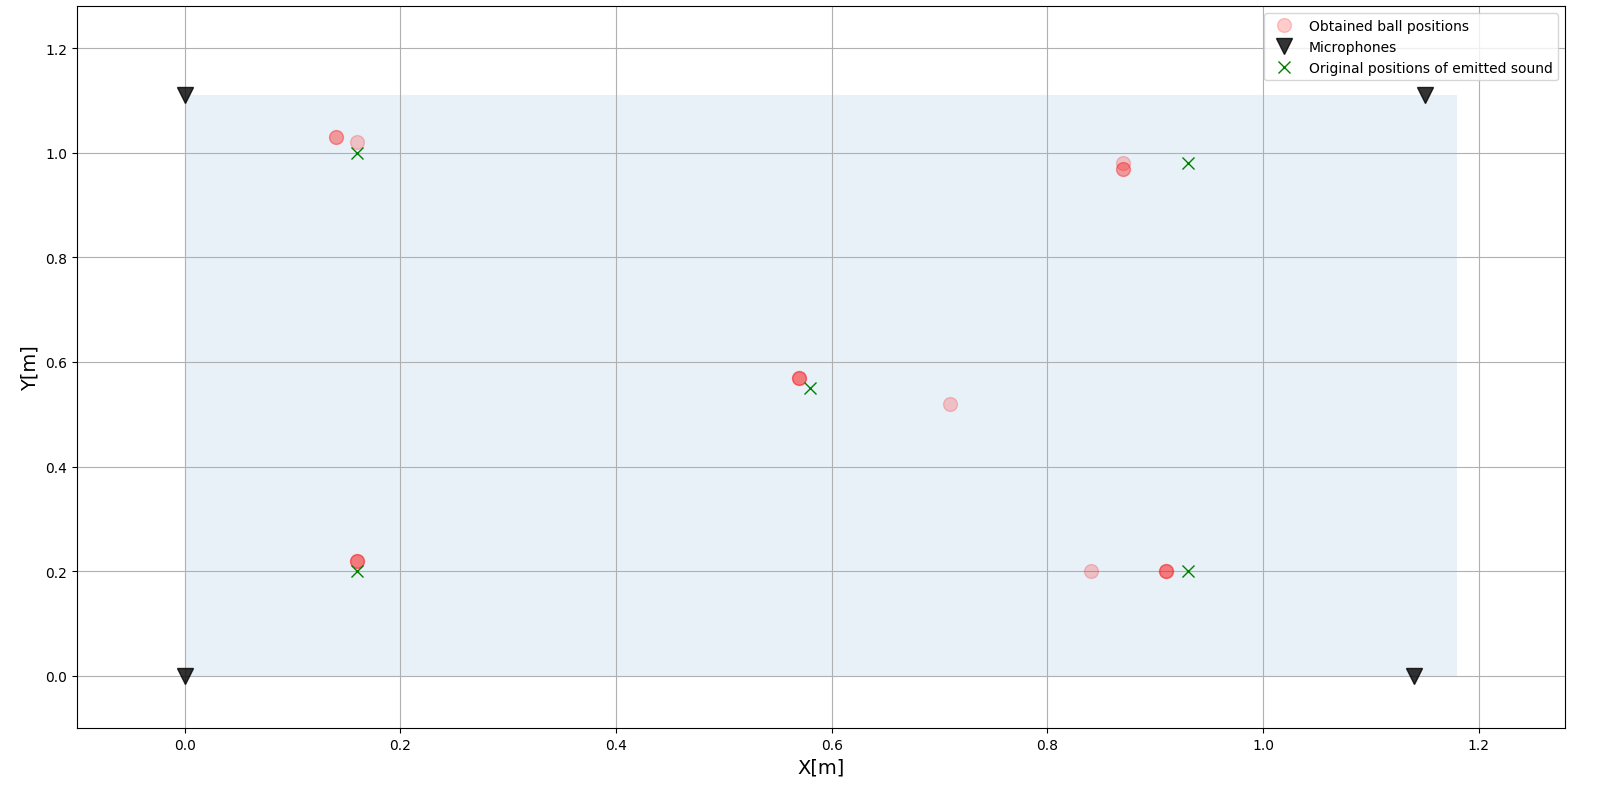 Obtained ball positions
Microphones
Original positions of emitted sound
1.2
1.0
0.8
0.6
0.4
0.2
0.0
Y[m]
0.0 0.2 0.4 0.6 0.8 1.0 1.2
X[m]